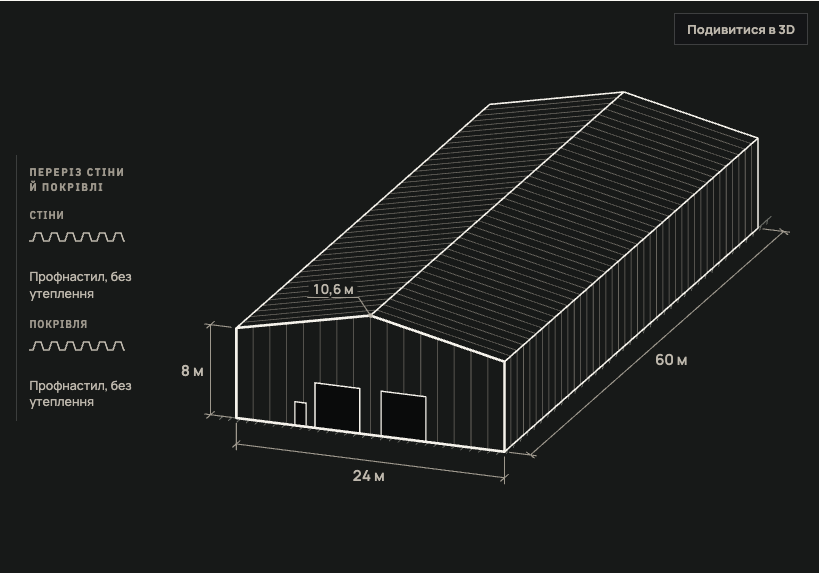 Подивитися в 3D
ПЕРЕРІЗ СТІНИ
Й ПОКРІВЛІ
СТІНИ
Профнастил, без
утеплення
ПОКРІВЛЯ
Профнастил, без
утеплення
10,6 м
8 м
60 м
24 м